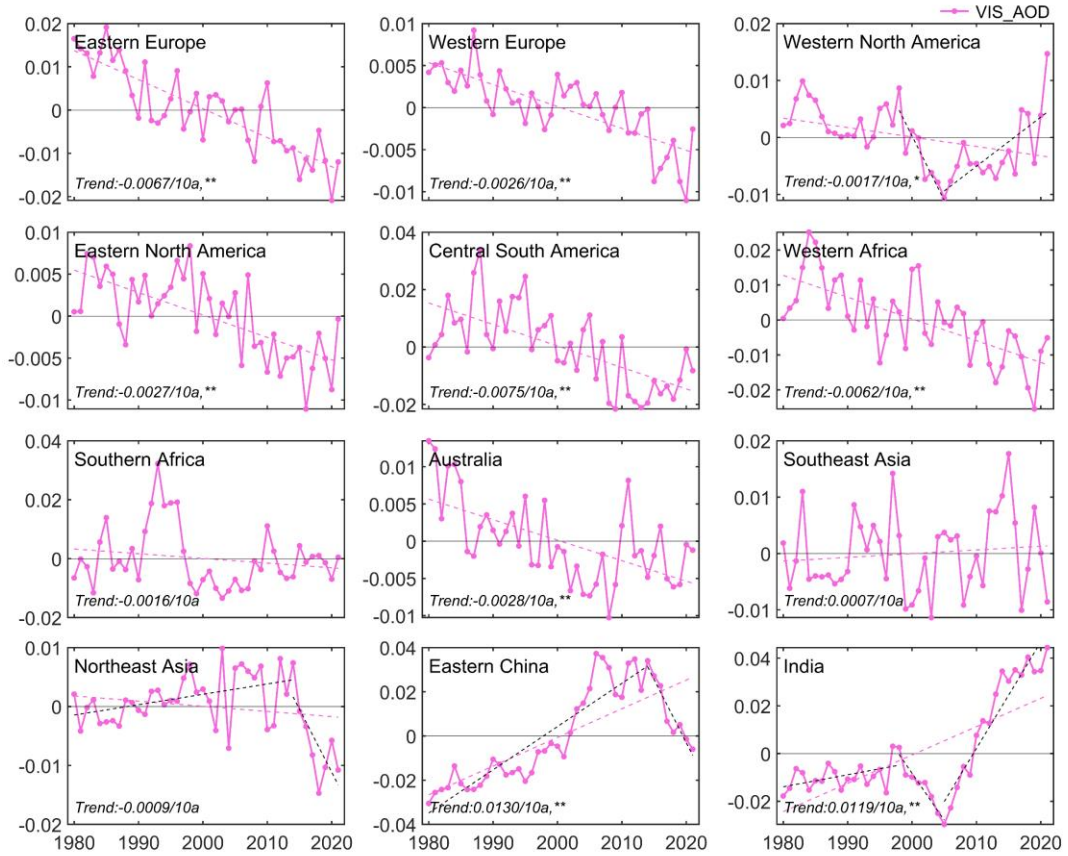 VIS_AOD
0.02
0.01
0
-0.01
-0.02
Eastern Europe
Trend:-0.0067/10a,**
0.01
0.005
0
-0.005
-0.01
Western Europe
Trend:-0.0026/10a,**
0.02
0.01
0
-0.01
Western North America
Trend:-0.0017/10a,*
0.01
0.005
0
-0.005
-0.01
Eastern North America
Trend:-0.0027/10a,**
0.04
0.02
0
-0.02
Central South America
Trend:-0.0075/10a,**
0.02
0.01
0
-0.01
-0.02
Western Africa
Trend:-0.0062/10a,**
0.04
0.02
0
-0.02
Southern Africa
Trend:-0.0016/10a
0.01
0.005
0
-0.005
-0.01
Australia
Trend:-0.0028/10a,**
0.02
0.01
0
-0.01
Southeast Asia
Trend:0.0007/10a
0.01
0
-0.01
-0.02
Northeast Asia
Trend:-0.0009/10a
1980 1990 2000 2010 2020
0.04
0.02
0
-0.02
-0.04
Eastern China
Trend:0.0130/10a,**
1980 1990 2000 2010 2020
0.04
0.02
0
-0.02
India
Trend:0.0119/10a,**
1980 1990 2000 2010 2020